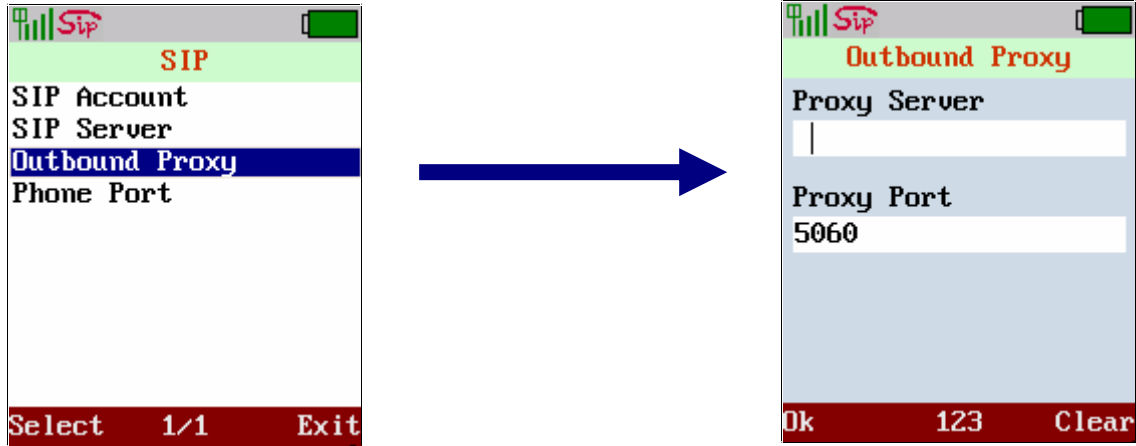 Sip
SIP
SIP Account
SIP Server
Outbound Proxy
Phone Port
Select 1/1 Exit
Sip
Outbound Proxy
Proxy Server
Proxy Port
5060
Ok 123 Clear